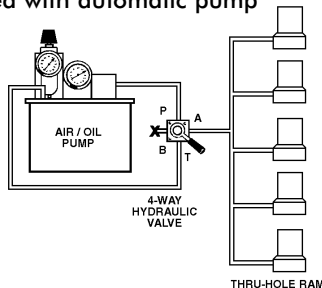 ed with automatic pump
P
A
AIR / OIL
PUMP
B
T
4-WAY
HYDRAULIC
VALVE
THRU-HOLE RAM